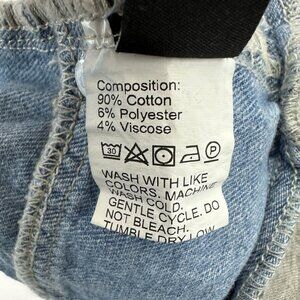 Composition:
90% Cotton
6% Polyester
4% Viscose
30 P
WASH WITH LIKE
COLORS. MACHINE
WASH COLD.
GENTLE CYCLE. DO
NOT BLEACH.
TUMBLE DRY LOW